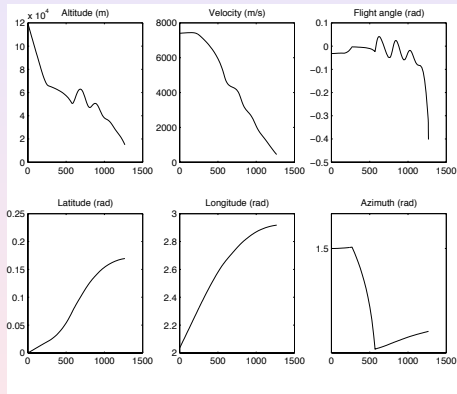 Altitude (m)
x 10^4
12
10
8
6
4
2
0
0 500 1000 1500
Velocity (m/s)
8000
6000
4000
2000
0
0 500 1000 1500
Flight angle (rad)
0.1
0
−0.1
−0.2
−0.3
−0.4
−0.5
0 500 1000 1500
Latitude (rad)
0.25
0.2
0.15
0.1
0.05
0
0 500 1000 1500
Longitude (rad)
3
2.8
2.6
2.4
2.2
2
0 500 1000 1500
Azimuth (rad)
1.5
0 500 1000 1500